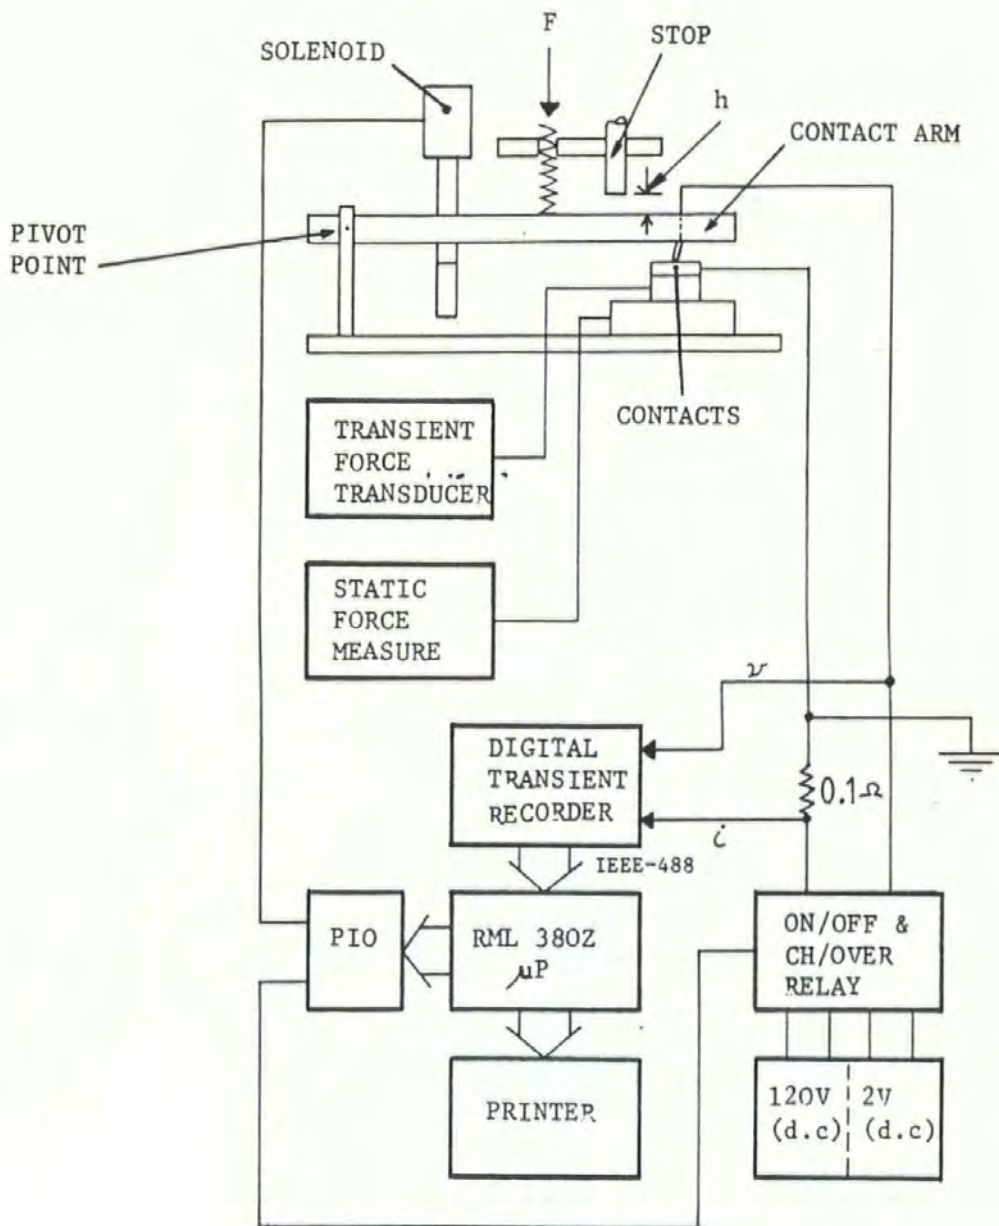 F
STOP
SOLENOID
h
CONTACT ARM
PIVOT
POINT
CONTACTS
TRANSIENT
FORCE
TRANSDUCER
STATIC
FORCE
MEASURE
v
DIGITAL
TRANSIENT
RECORDER
0.1Ω
i
IEEE-488
PIO
RML 380Z
μP
ON/OFF &
CH/OVER
RELAY
PRINTER
120V
(d.c)
2V
(d.c)